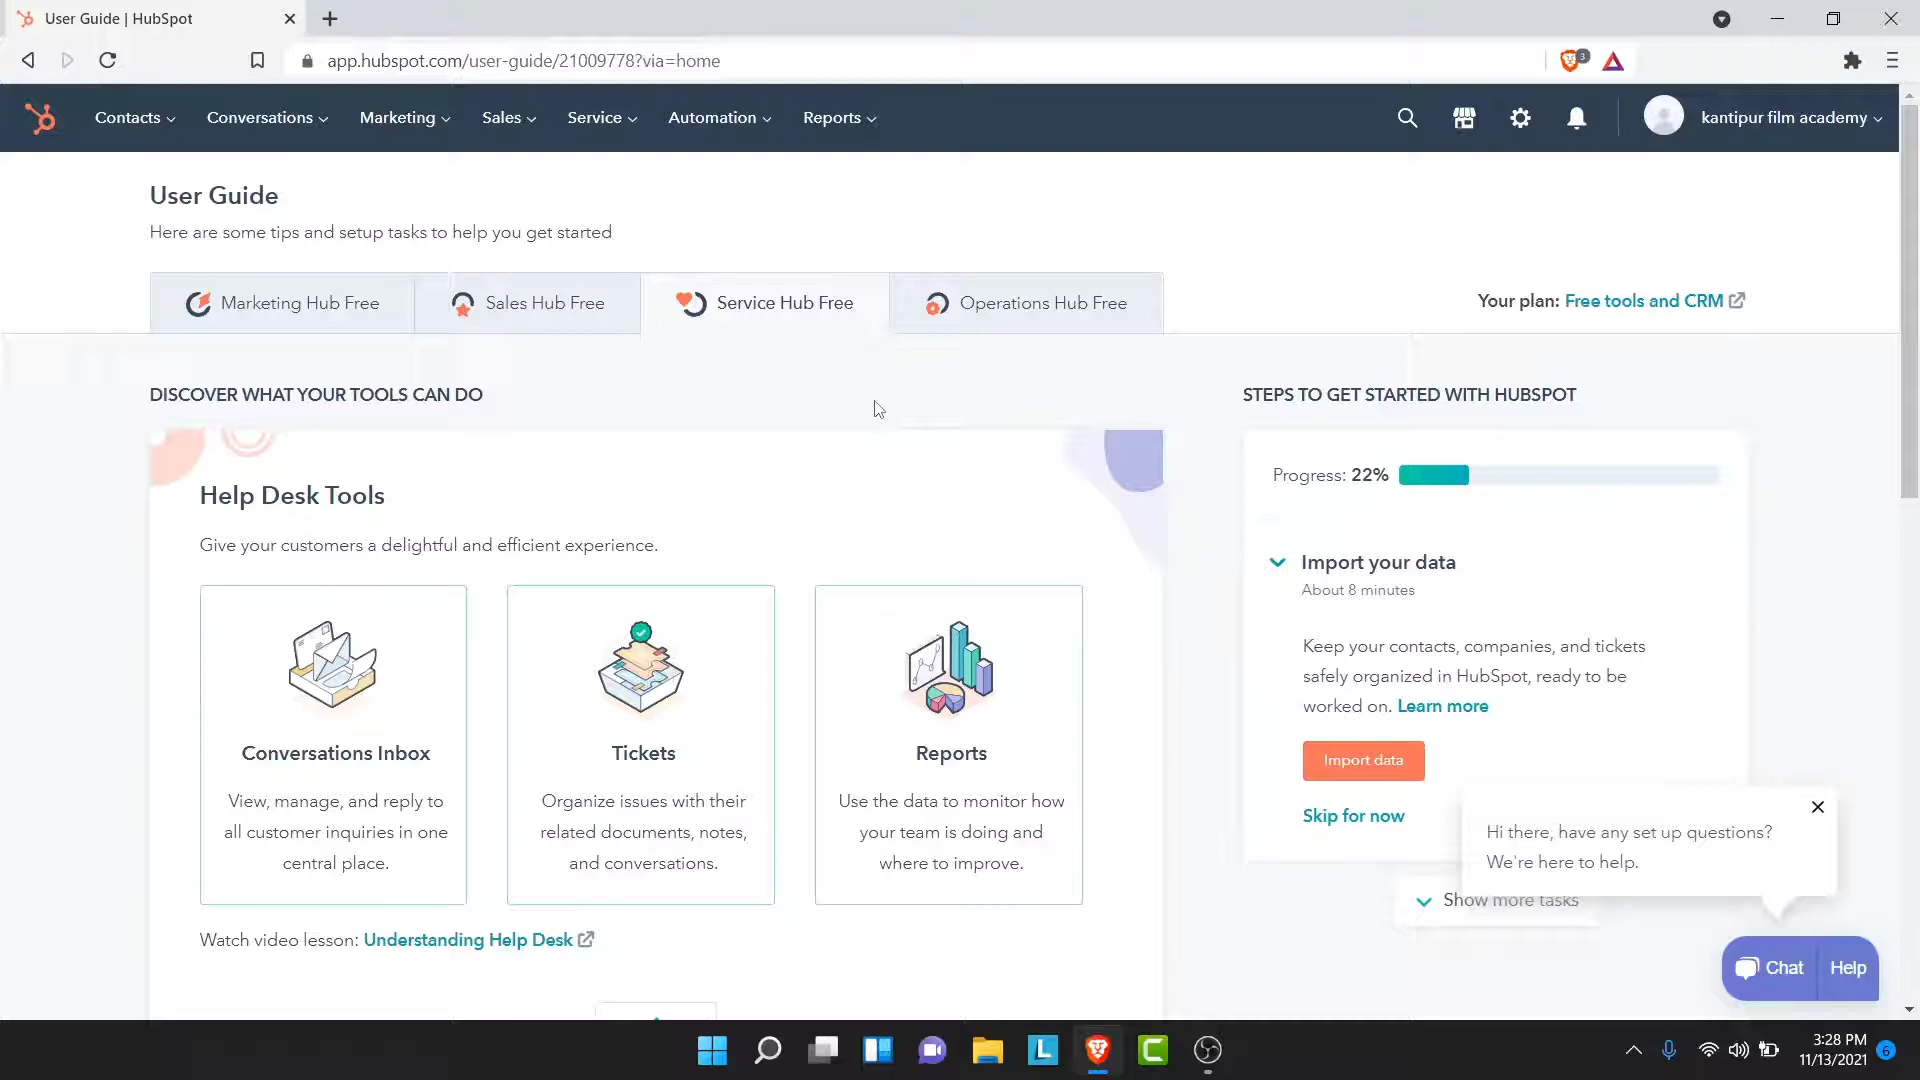 User Guide | HubSpot
app.hubspot.com/user-guide/21009778?via=home
3
Contacts
Conversations
Marketing
Sales
Service
Automation
Reports
kantipur film academy
User Guide
Here are some tips and setup tasks to help you get started
Marketing Hub Free
Sales Hub Free
Service Hub Free
Operations Hub Free
Your plan: Free tools and CRM
DISCOVER WHAT YOUR TOOLS CAN DO
STEPS TO GET STARTED WITH HUBSPOT
Help Desk Tools
Give your customers a delightful and efficient experience.
Conversations Inbox
View, manage, and reply to
all customer inquiries in one
central place.
Tickets
Organize issues with their
related documents, notes,
and conversations.
Reports
Use the data to monitor how
your team is doing and
where to improve.
Watch video lesson: Understanding Help Desk
Progress: 22%
Import your data
About 8 minutes
Keep your contacts, companies, and tickets
safely organized in HubSpot, ready to be
worked on. Learn more
Import data
Skip for now
Hi there, have any set up questions?
We're here to help.
Show more tasks
Chat
Help
L
C
3:28 PM
11/13/2021
6